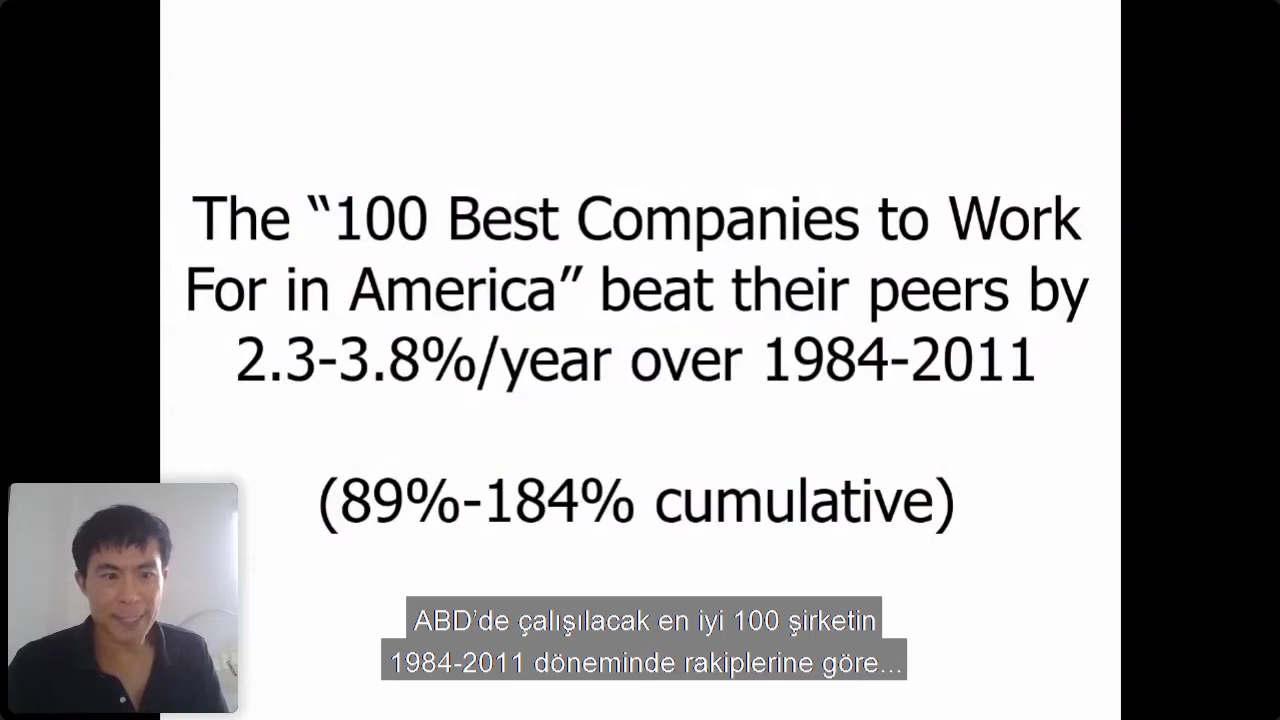 The “100 Best Companies to Work
For in America” beat their peers by
2.3-3.8%/year over 1984-2011
(89%-184% cumulative)
ABD’de çalışılacak en iyi 100 şirketin
1984-2011 döneminde rakiplerine göre...